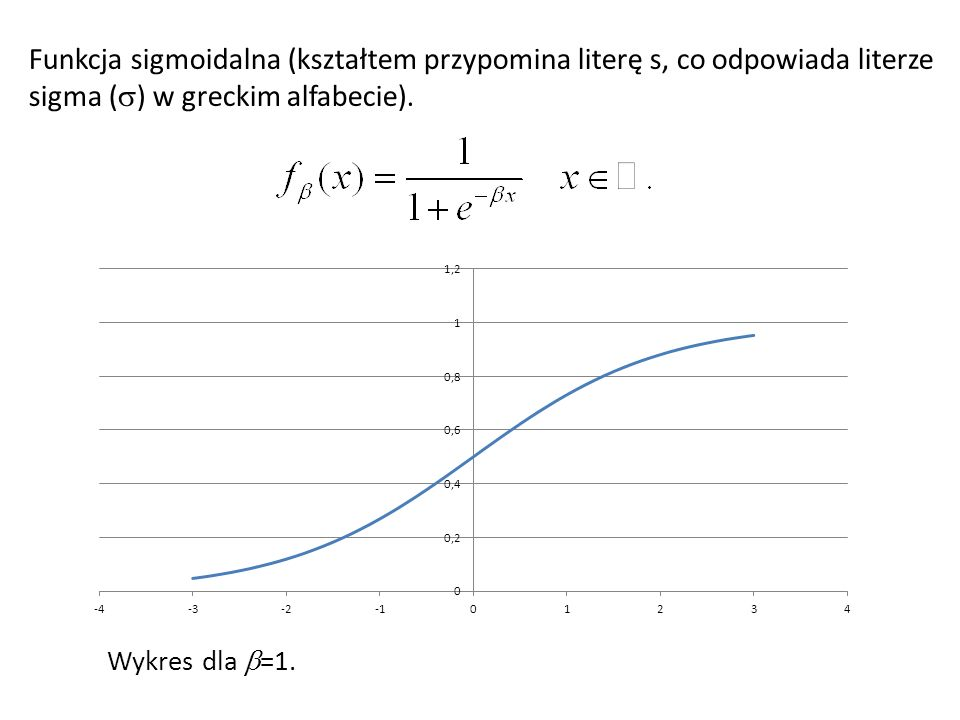 Funkcja sigmoidalna (kształtem przypomina literę s, co odpowiada literze
sigma (σ) w greckim alfabecie).
f_β(x) = 1 / (1 + e^(-βx))   x ∈ □ .
1,2
1
0,8
0,6
0,4
0,2
0
-4 -3 -2 -1 0 1 2 3 4
Wykres dla β=1.